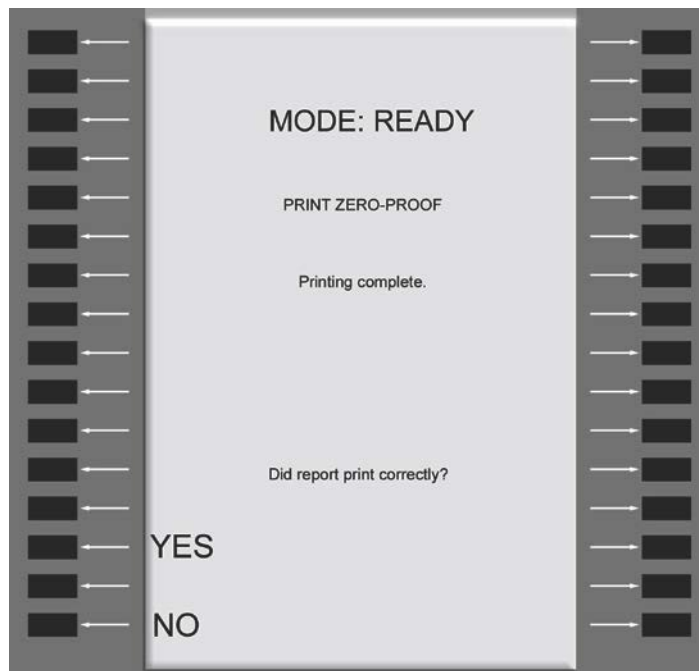 MODE: READY
PRINT ZERO-PROOF
Printing complete.
Did report print correctly?
YES
NO